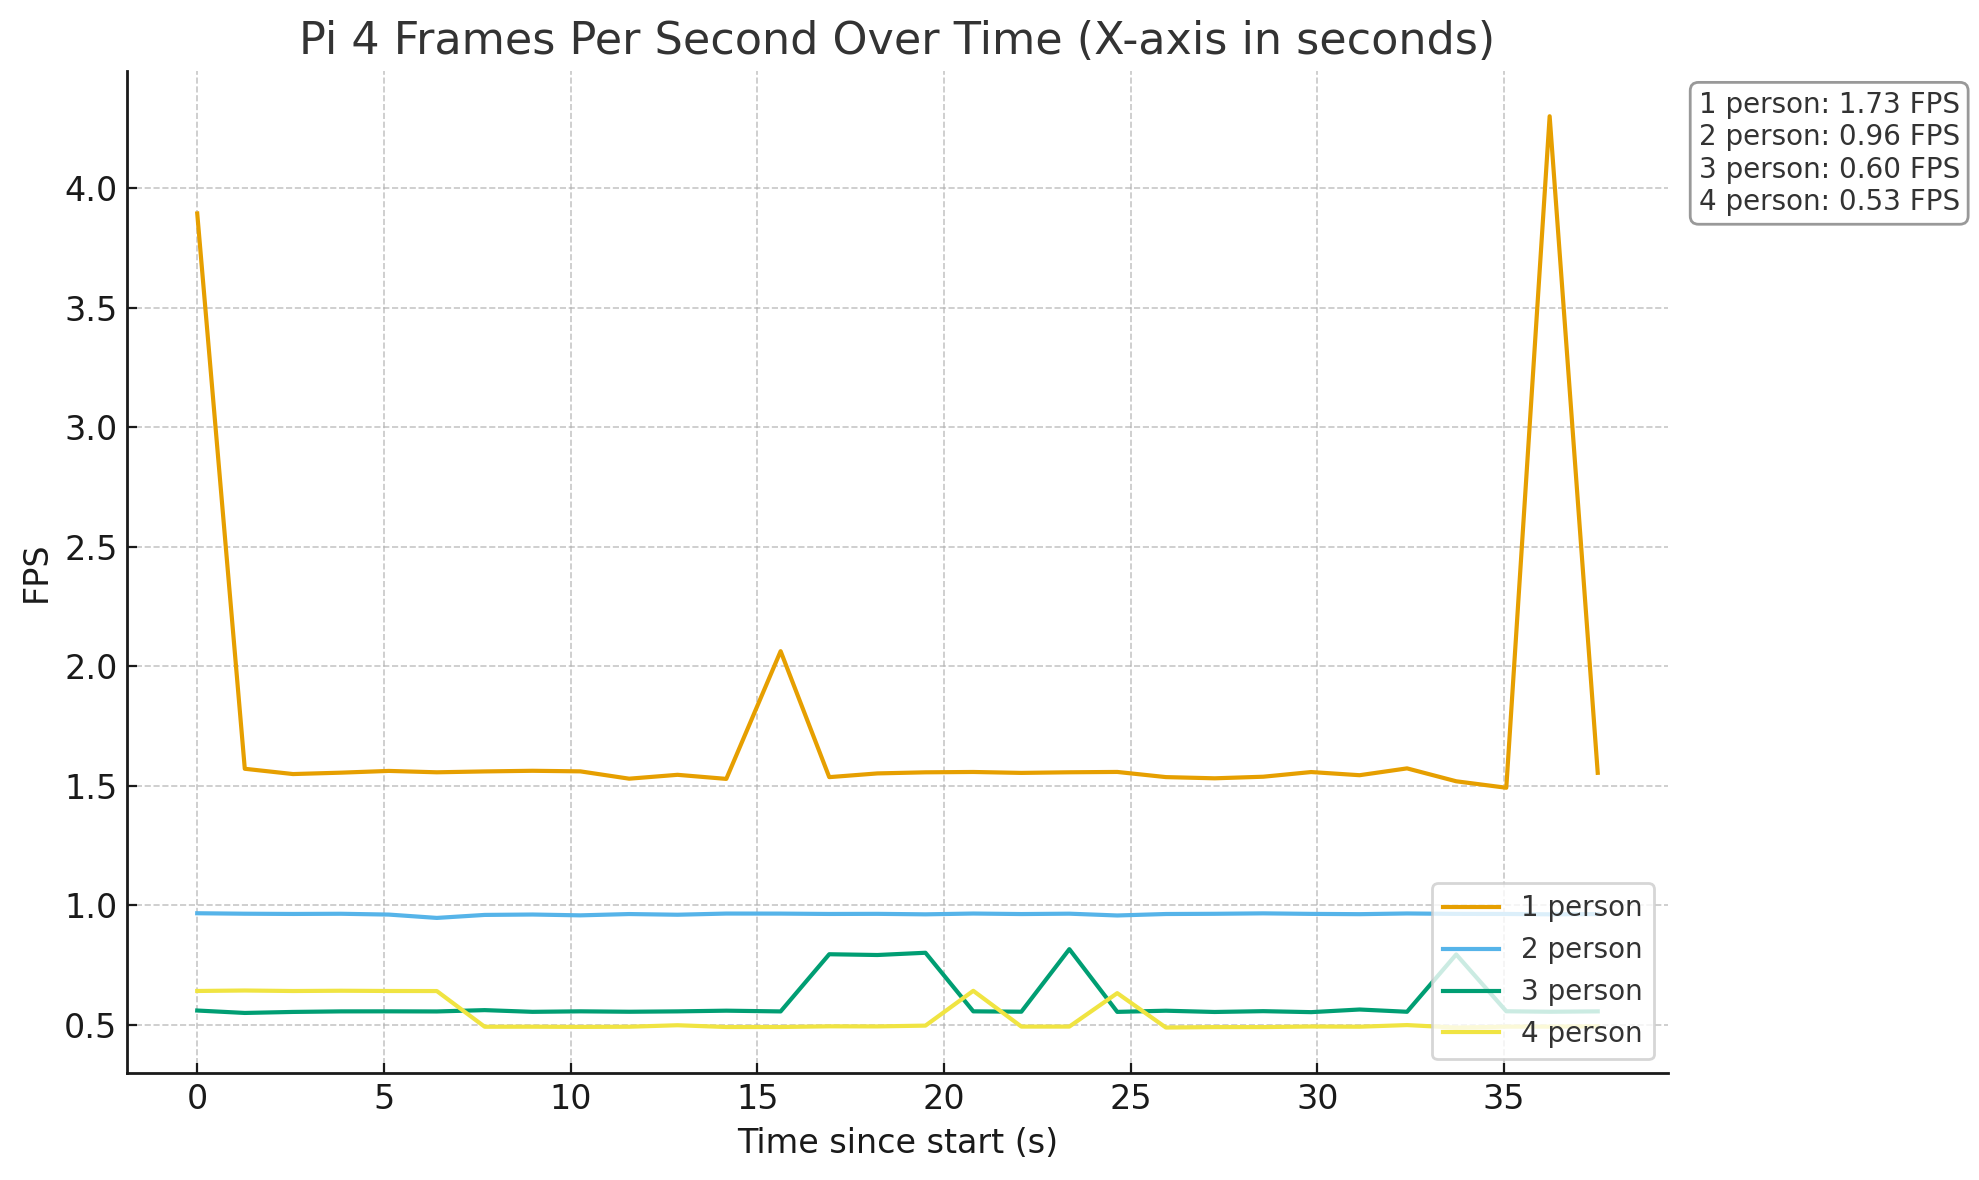 Pi 4 Frames Per Second Over Time (X-axis in seconds)
1 person: 1.73 FPS
2 person: 0.96 FPS
3 person: 0.60 FPS
4 person: 0.53 FPS
FPS
4.0
3.5
3.0
2.5
2.0
1.5
1.0
0.5
1 person
2 person
3 person
4 person
0 5 10 15 20 25 30 35
Time since start (s)